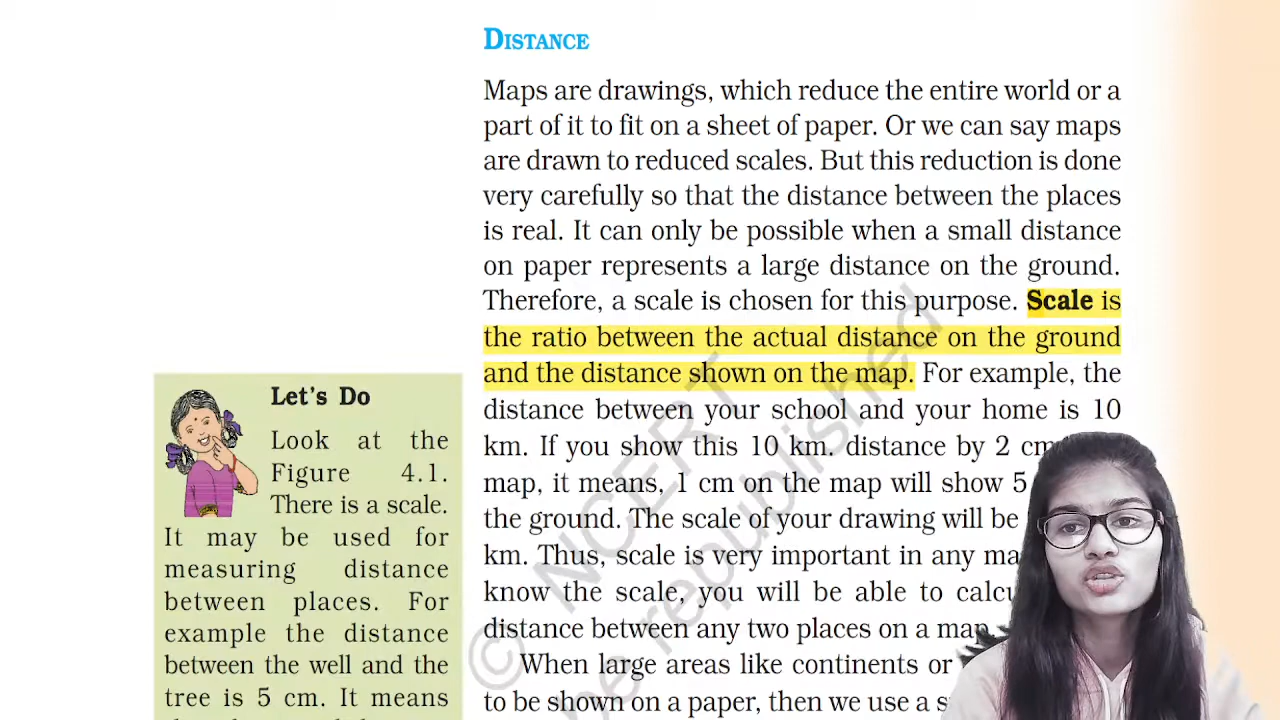 DISTANCE
Maps are drawings, which reduce the entire world or a
part of it to fit on a sheet of paper. Or we can say maps
are drawn to reduced scales. But this reduction is done
very carefully so that the distance between the places
is real. It can only be possible when a small distance
on paper represents a large distance on the ground.
Therefore, a scale is chosen for this purpose. Scale is
the ratio between the actual distance on the ground
and the distance shown on the map. For example, the
distance between your school and your home is 10
km. If you show this 10 km. distance by 2 cm
map, it means, 1 cm on the map will show 5
the ground. The scale of your drawing will be
km. Thus, scale is very important in any
know the scale, you will be able to
distance between any two places on a map
When large areas like continents or
to be shown on a paper, then we use a
Let's Do
Look at the
Figure 4.1.
There is a scale.
It may be used for
measuring distance
between places. For
example the distance
between the well and the
tree is 5 cm. It means
© NCERT
be republished